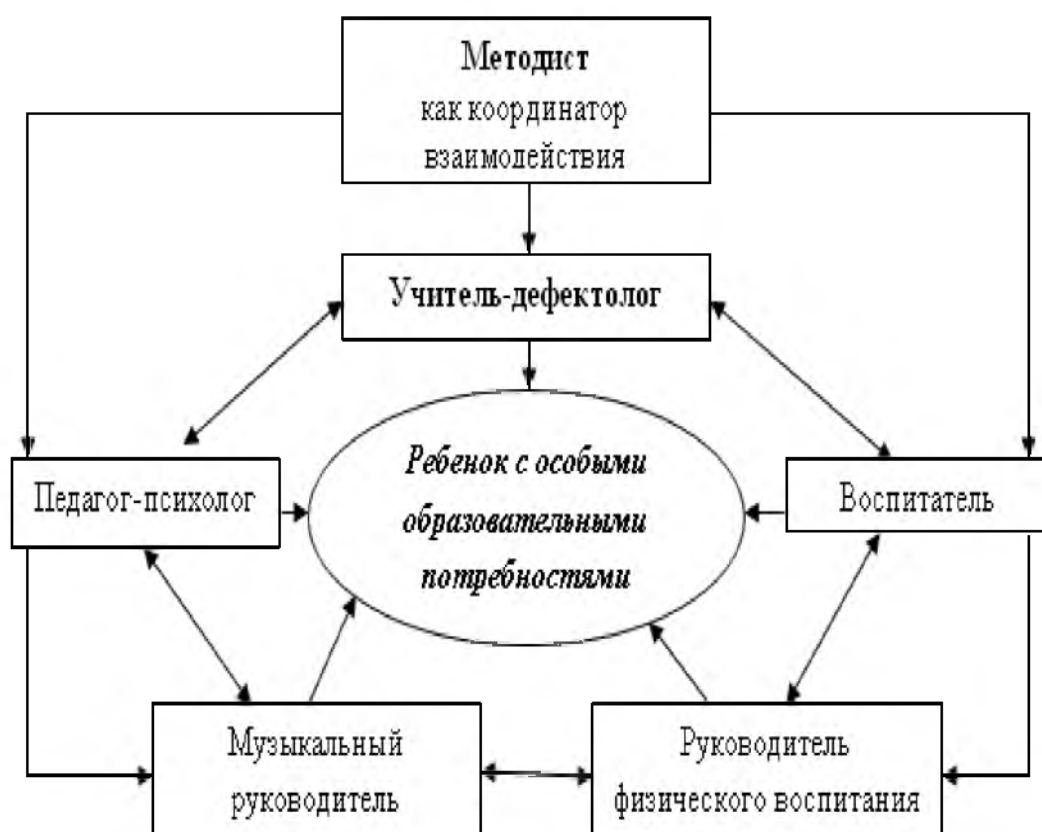 Методист
как координатор
взаимодействия
Учитель-дефектолог
Ребенок с особыми
образовательными
потребностями
Педагог-психолог
Воспитатель
Музыкальный
руководитель
Руководитель
физического воспитания